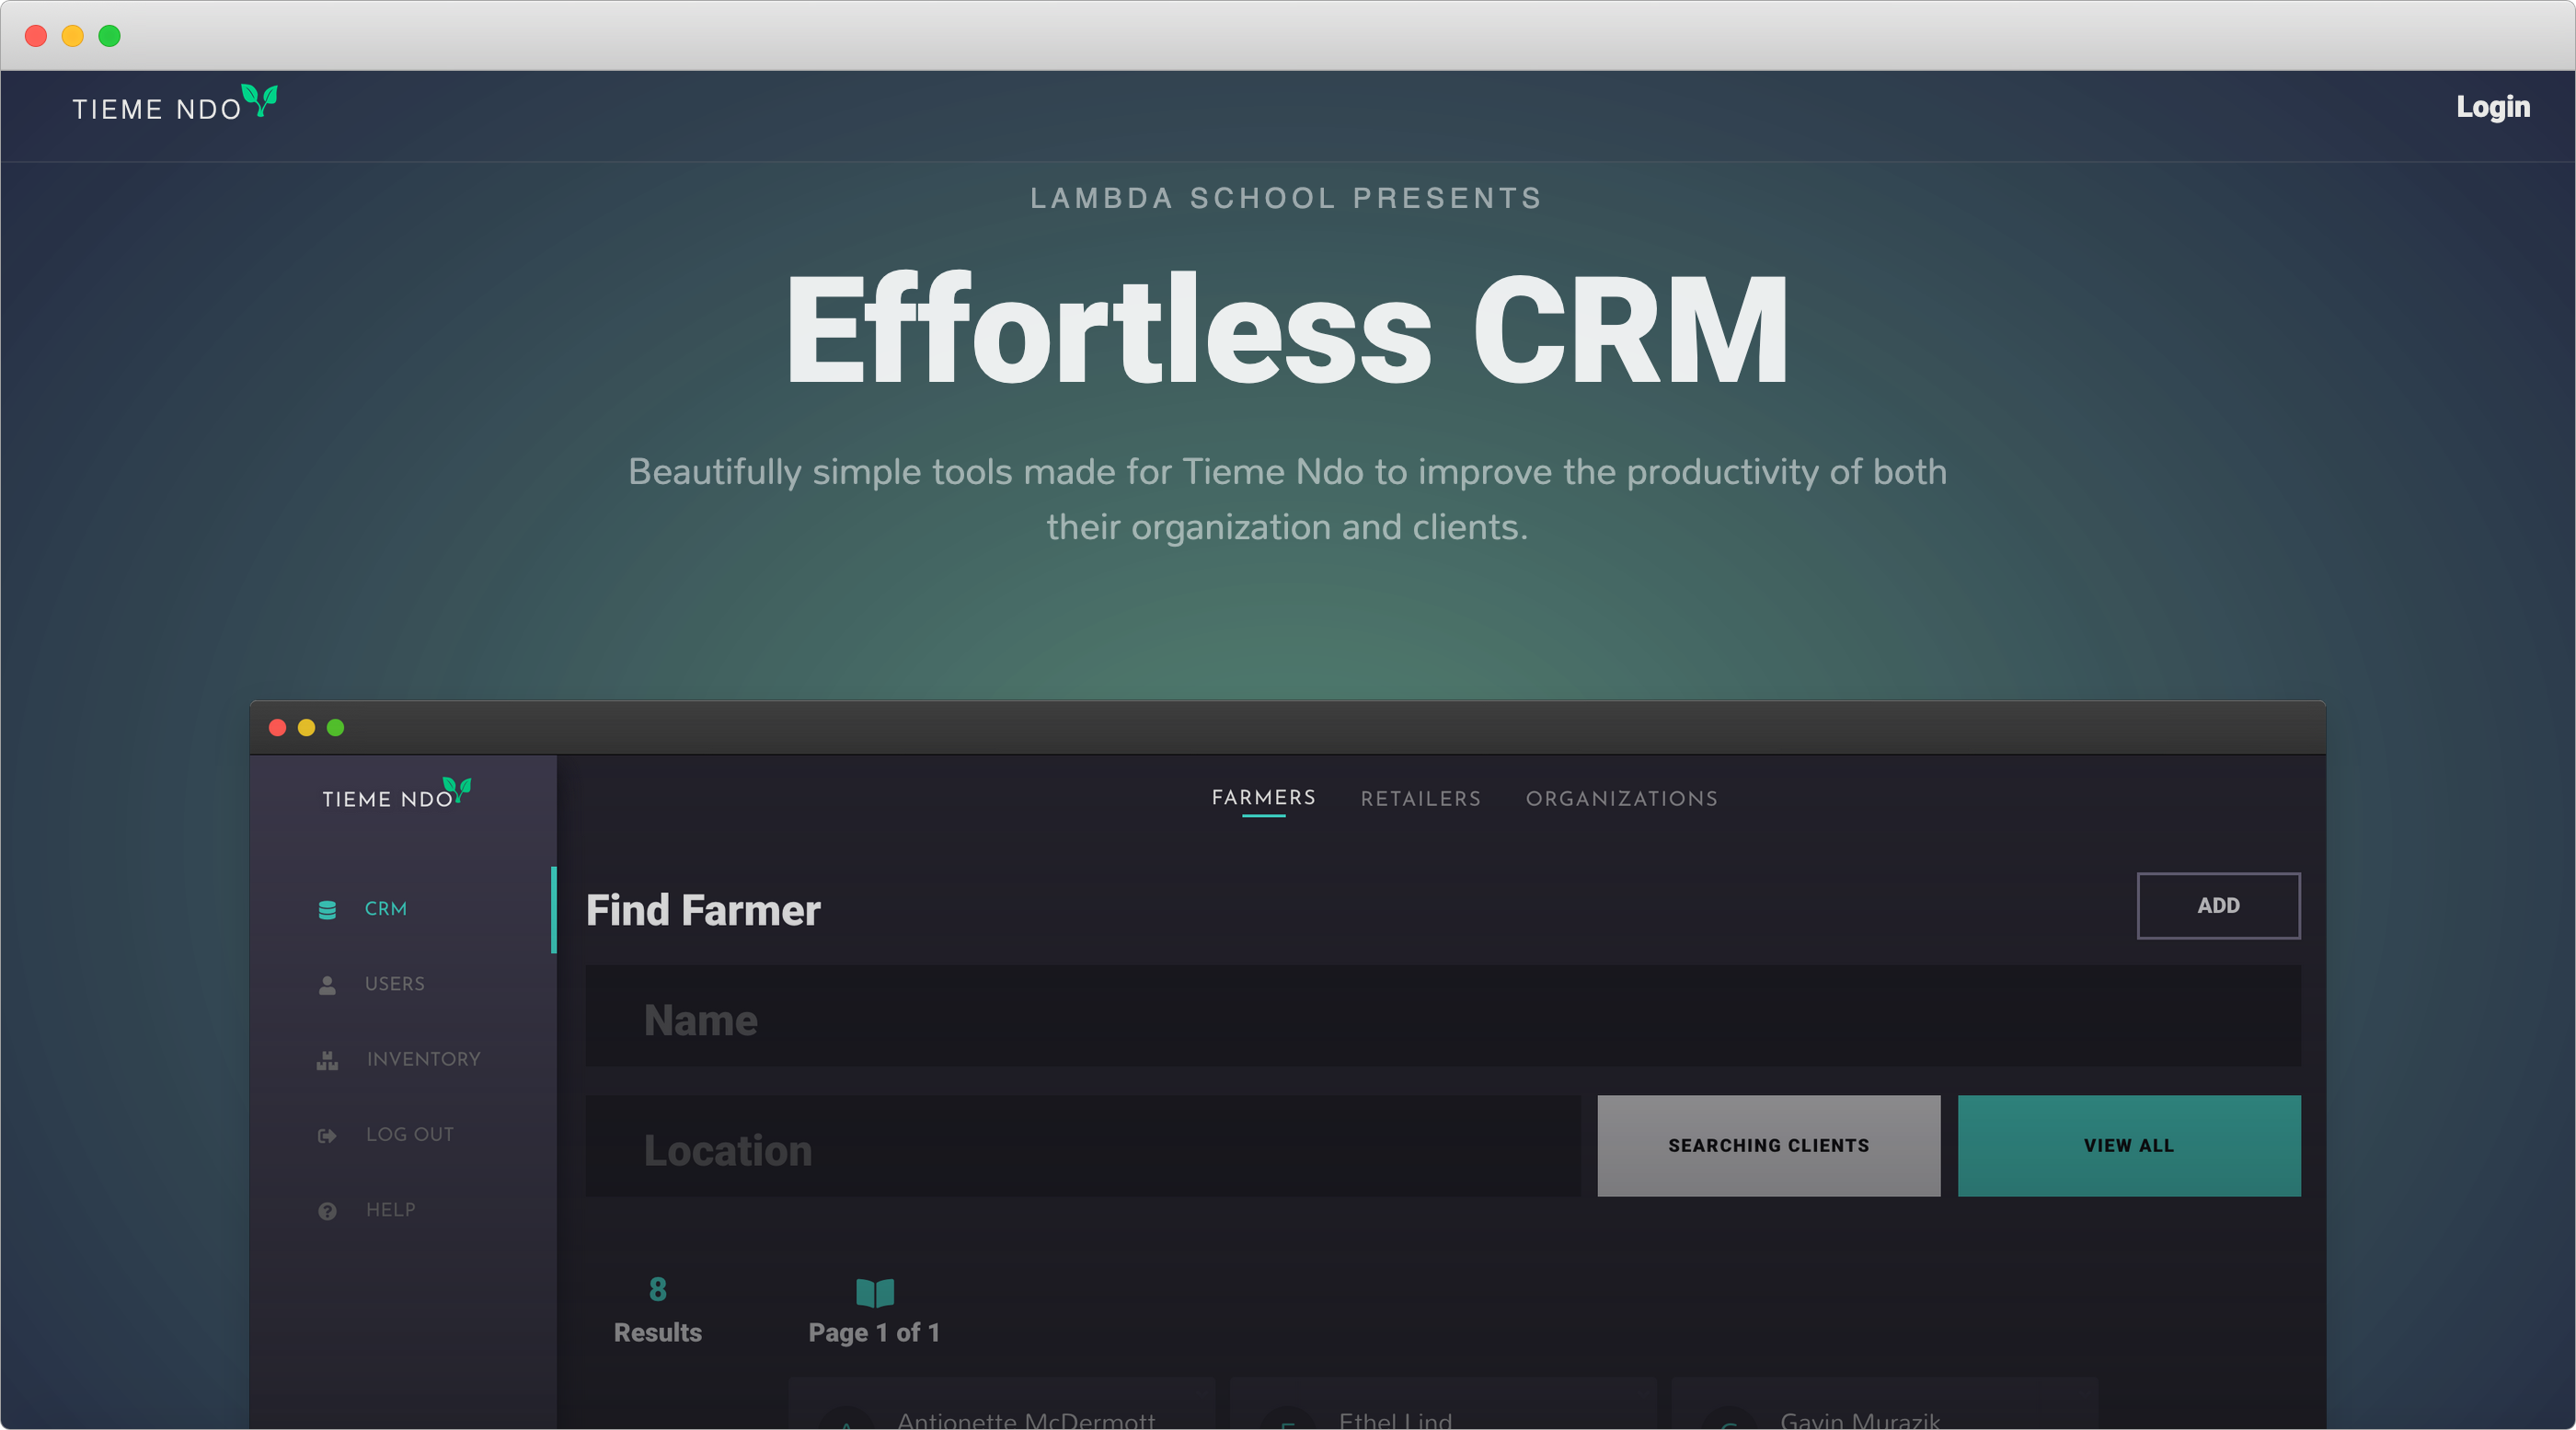 TIEME NDO
Login
LAMBDA SCHOOL PRESENTS
Effortless CRM
Beautifully simple tools made for Tieme Ndo to improve the productivity of both
their organization and clients.
TIEME NDO
FARMERS RETAILERS ORGANIZATIONS
CRM
USERS
INVENTORY
LOG OUT
HELP
Find Farmer
ADD
Name
Location
SEARCHING CLIENTS
VIEW ALL
8
Results
Page 1 of 1
Antionette McDermott
Ethel Lind
Gavin Murazik